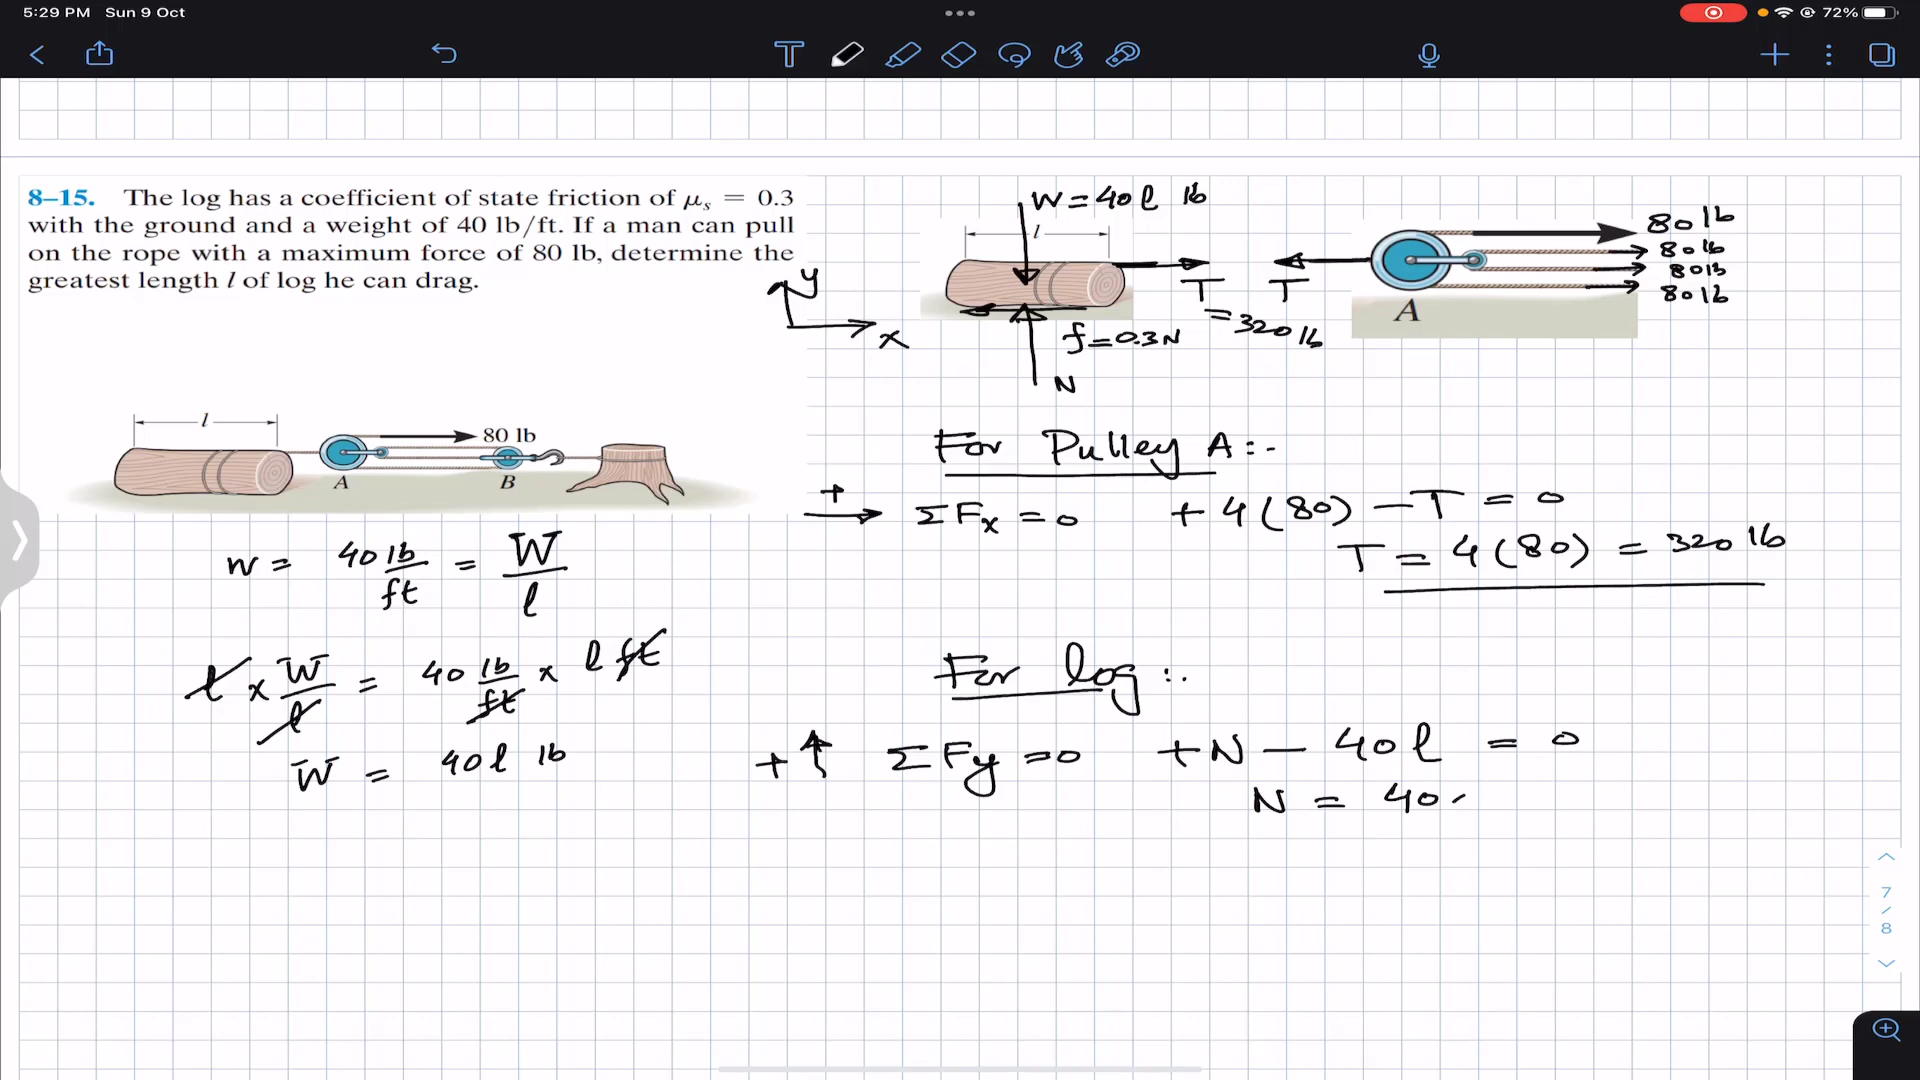 5:29 PM Sun 9 Oct
72%
8–15. The log has a coefficient of state friction of μs = 0.3
with the ground and a weight of 40 lb/ft. If a man can pull
on the rope with a maximum force of 80 lb, determine the
greatest length l of log he can drag.
W = 40 l lb
l
y
x
T
= 320 lb
f = 0.3N
N
T
80 lb
80 lb
80 lb
80 lb
A
l
80 lb
A
B
For Pulley A :-
+
ΣFx = 0 + 4 (80) - T = 0
T = 4 (80) = 320 lb
w = 40 lb/ft = W/l
l × W/l = 40 lb/ft × l ft
W = 40 l lb
For log :.
+↑ ΣFy = 0 + N - 40 l = 0
N = 40
7
/
8